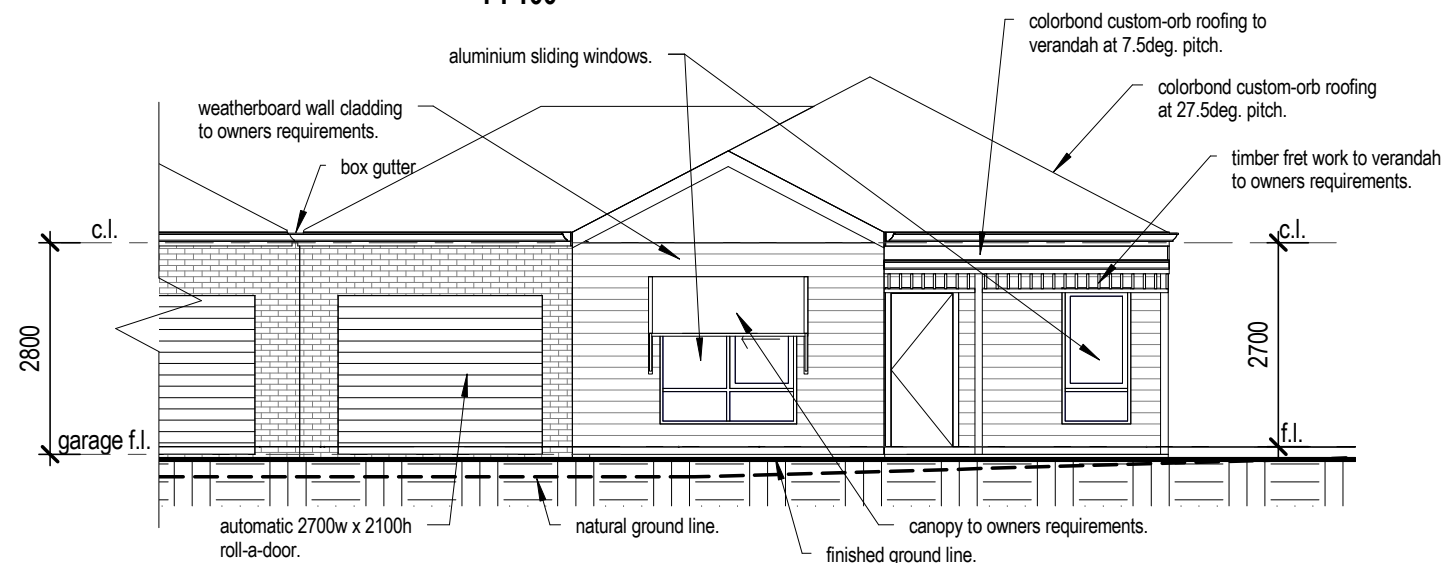 colorbond custom-orb roofing to
verandah at 7.5deg. pitch.
aluminium sliding windows.
colorbond custom-orb roofing
at 27.5deg. pitch.
weatherboard wall cladding
to owners requirements.
box gutter
timber fret work to verandah
to owners requirements.
c.l.
c.l.
2800
2700
garage f.l.
f.l.
automatic 2700w x 2100h
roll-a-door.
natural ground line.
canopy to owners requirements.
finished ground line.